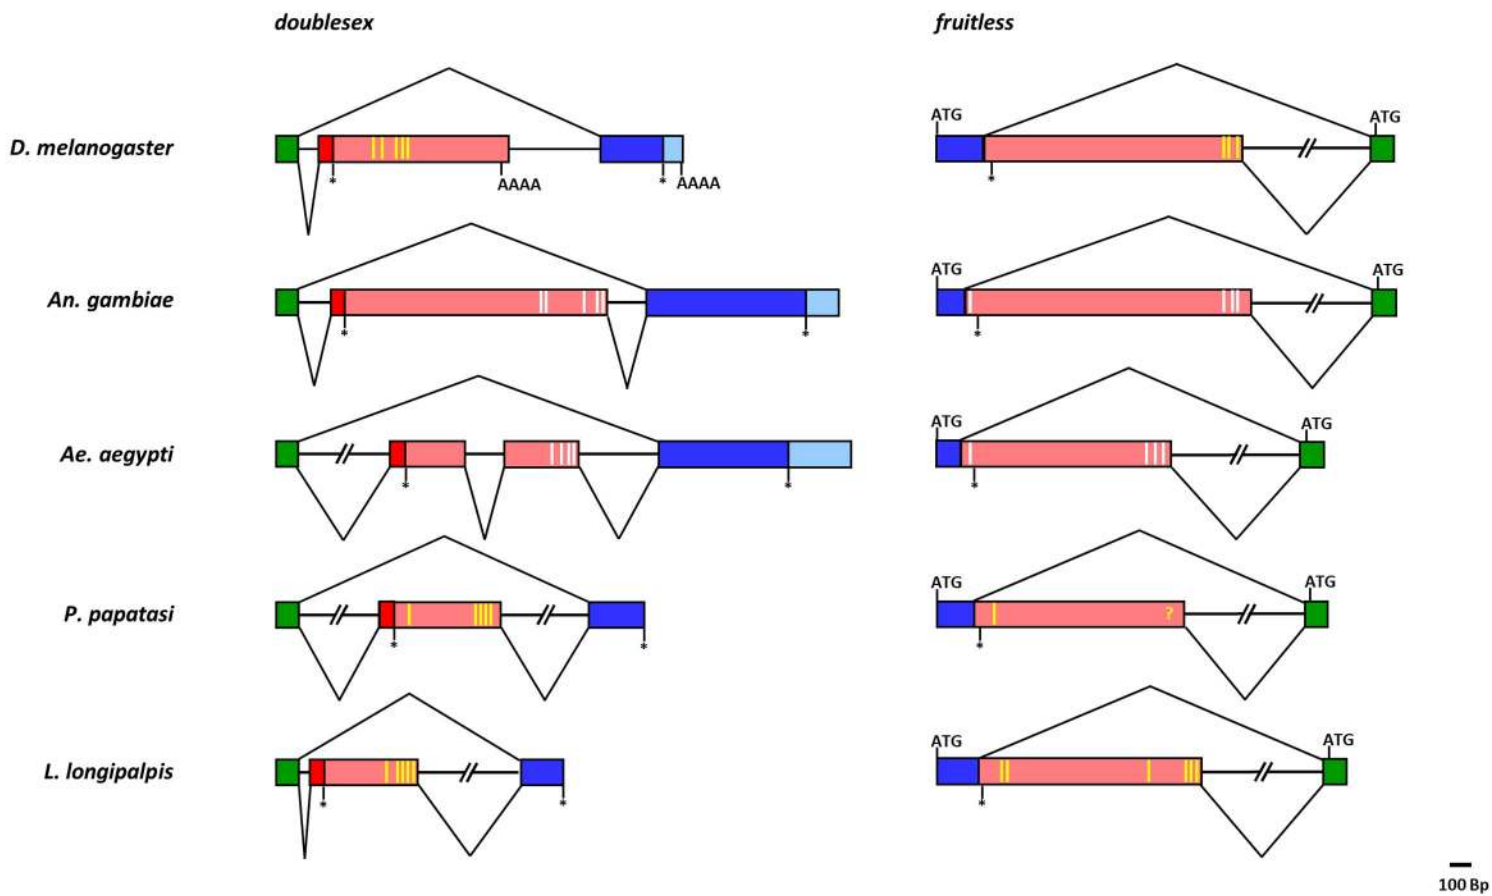 doublesex fruitless
ATG ATG
D. melanogaster
* * *
AAAA AAAA
ATG ATG
An. gambiae
* * *
ATG ATG
Ae. aegypti
* * *
ATG ATG
P. papatasi ?
* * *
ATG ATG
L. longipalpis
* * *
100 Bp